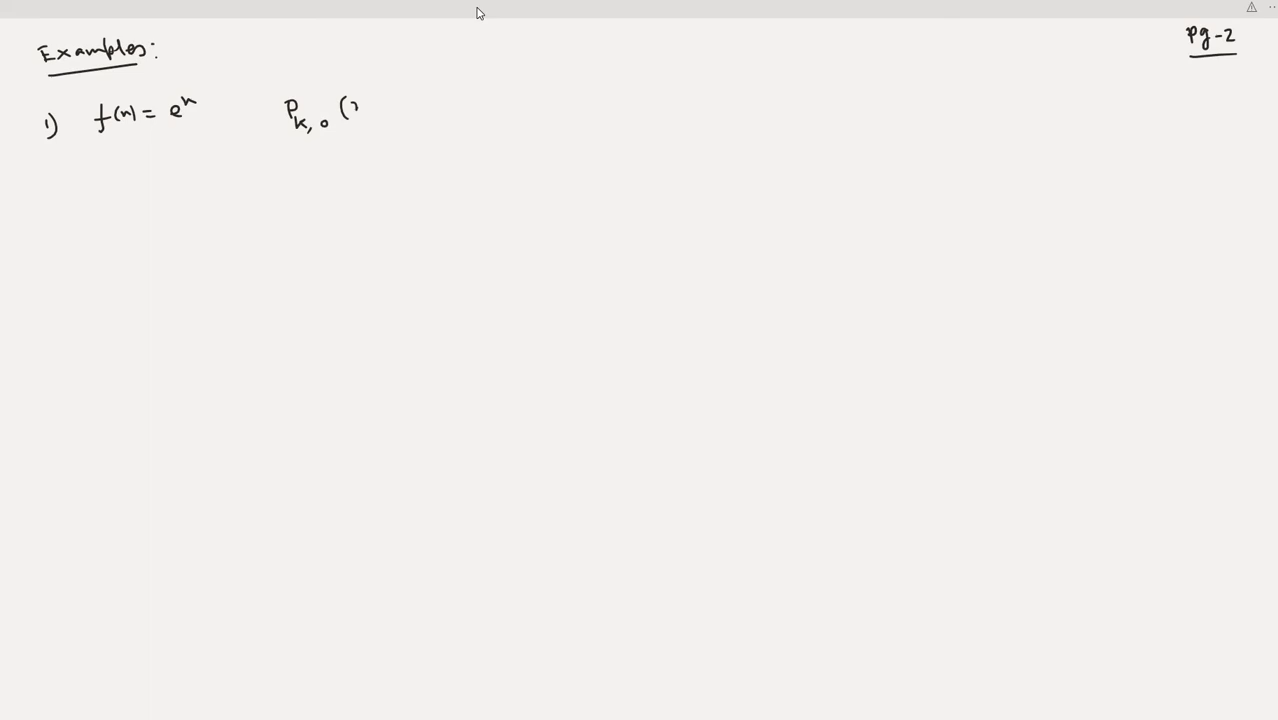 Examples:
pg-2
1) f(x) = e^x P_{k,0} (